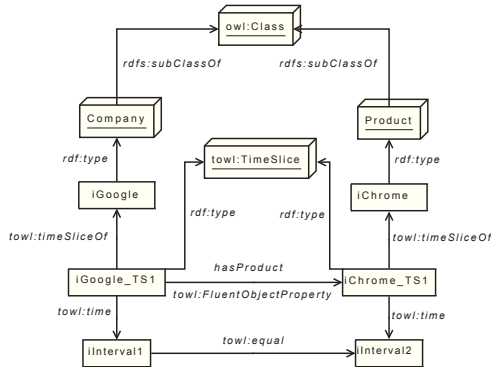 owl:Class
rdfs:subClassOf rdfs:subClassOf
Company Product
towl:TimeSlice
rdf:type rdf:type
iGoogle iChrome
rdf:type rdf:type
towl:timeSliceOf towl:timeSliceOf
hasProduct
iGoogle_TS1 iChrome_TS1
towl:FluentObjectProperty
towl:time towl:time
towl:equal
iInterval1 iInterval2